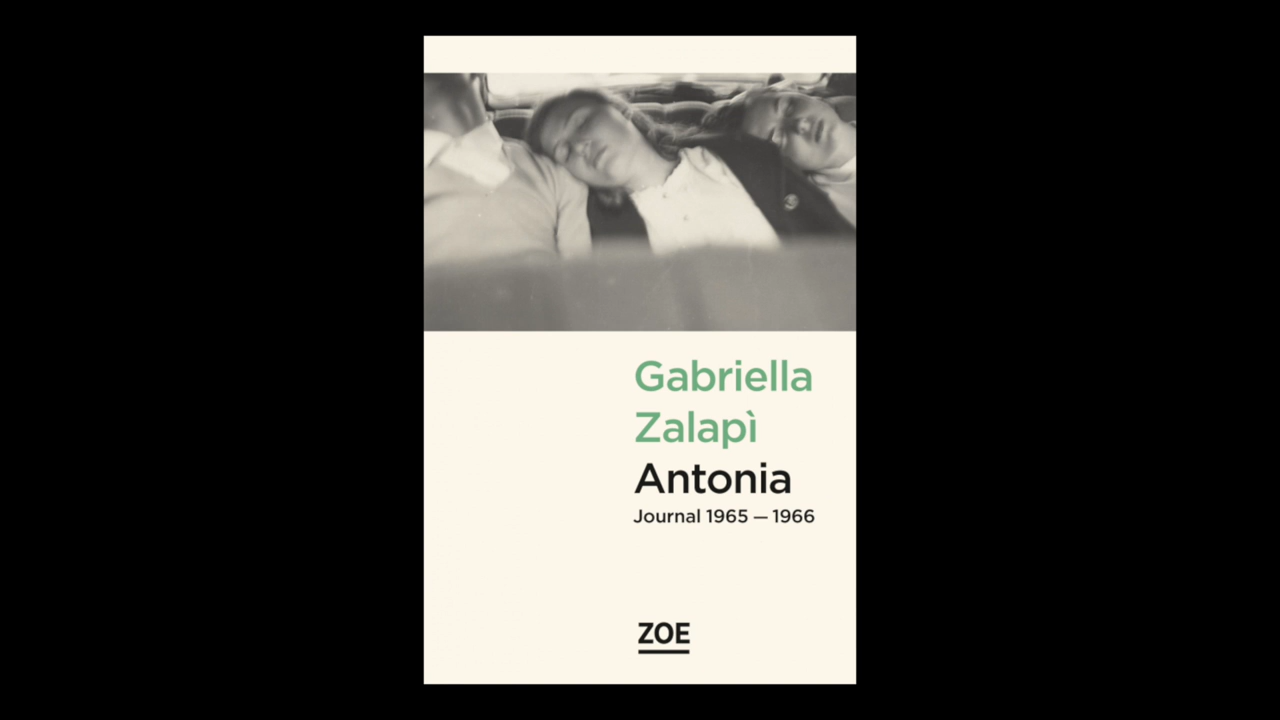 Gabriella
Zalapì
Antonia
Journal 1965 — 1966
ZOE